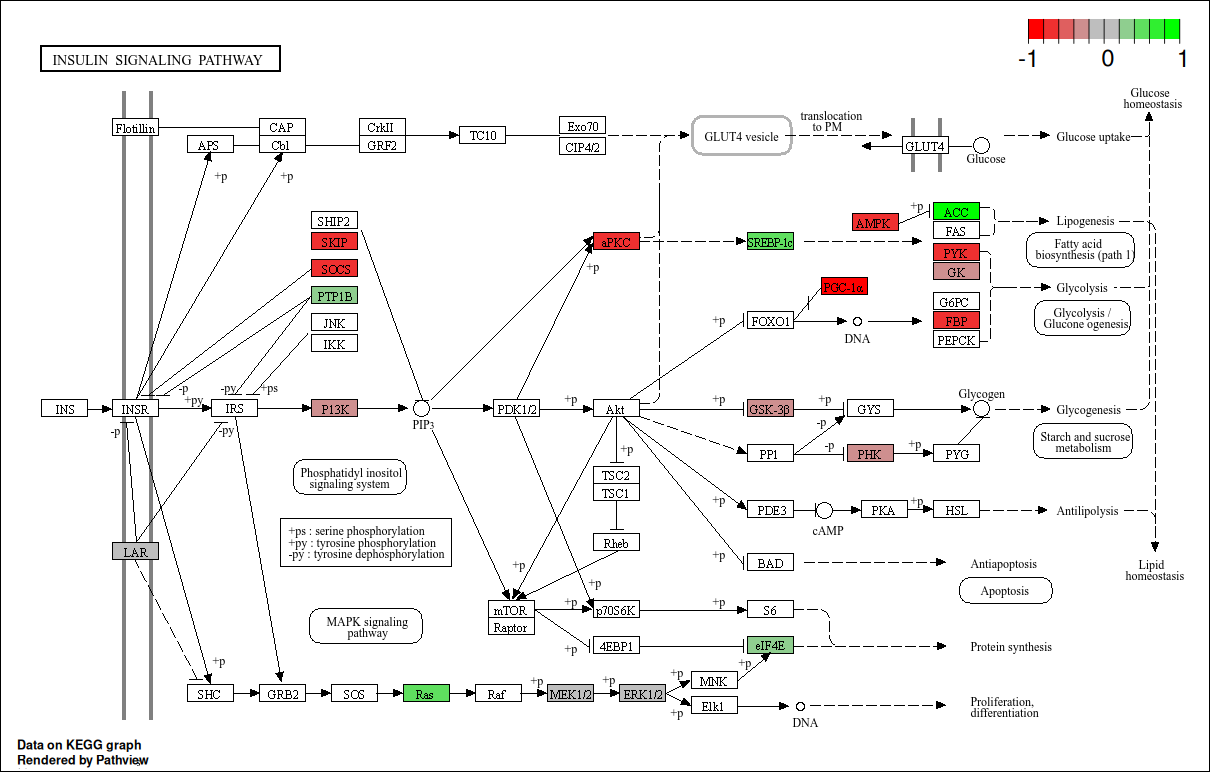 -1 0 1
INSULIN SIGNALING PATHWAY
Glucose
homeostasis
Flotillin
CAP
Cbl
APS
CrkII
GRF2
TC10
Exo70
CIP4/2
GLUT4 vesicle
translocation
to PM
GLUT4
Glucose
Glucose uptake
+p
+p
SHIP2
SKIP
SOCS
PTP1B
JNK
IKK
aPKC
+p
SREBP-1c
AMPK
+p
ACC
FAS
Lipogenesis
Fatty acid
biosynthesis (path 1)
PYK
GK
Glycolysis
PGC-1α
G6PC
FBP
PEPCK
Glycolysis /
Glucone ogenesis
+p
FOXO1
DNA
-p
+py
-py
+ps
INS
INSR
IRS
P13K
PIP3
PDK1/2
+p
Akt
+p
GSK-3β
+p
GYS
Glycogen
Glycogenesis
-p
-py
-p
PP1
-p
PHK
+p
PYG
Starch and sucrose
metabolism
+p
TSC2
TSC1
Phosphatidyl inositol
signaling system
+p
PDE3
cAMP
PKA
+p
HSL
Antilipolysis
+ps : serine phosphorylation
+py : tyrosine phosphorylation
-py : tyrosine dephosphorylation
Rheb
LAR
+p
+p
+p
BAD
Antiapoptosis
Apoptosis
Lipid
homeostasis
mTOR
Raptor
+p
p70S6K
+p
S6
MAPK signaling
pathway
+p
4EBP1
eIF4E
Protein synthesis
+p
SHC
GRB2
SOS
Ras
Raf
+p
MEK1/2
+p
ERK1/2
+p
MNK
+p
+p
Elk1
DNA
Proliferation,
differentiation
Data on KEGG graph
Rendered by Pathview